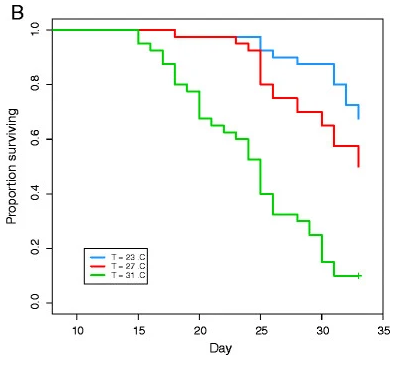 B
1.0
0.8
0.6
0.4
0.2
0.0
Proportion surviving
T = 23 .C
T = 27 .C
T = 31 .C
10 15 20 25 30 35
Day